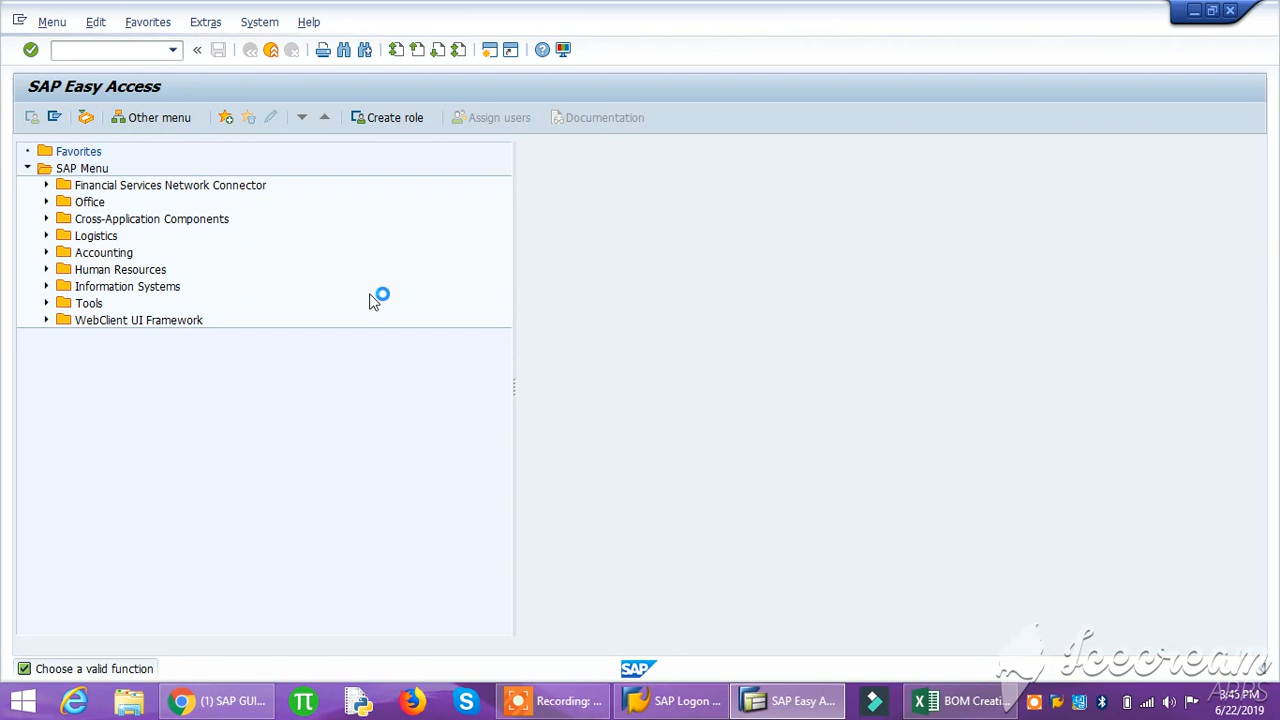 Menu Edit Favorites Extras System Help
SAP Easy Access
Other menu Create role Assign users Documentation
Favorites
SAP Menu
Financial Services Network Connector
Office
Cross-Application Components
Logistics
Accounting
Human Resources
Information Systems
Tools
WebClient UI Framework
Choose a valid function
SAP
Icecream
APPS
(1) SAP GUI... Recording: ... SAP Logon ... SAP Easy A... BOM Creati...
3:45 PM
6/22/2019